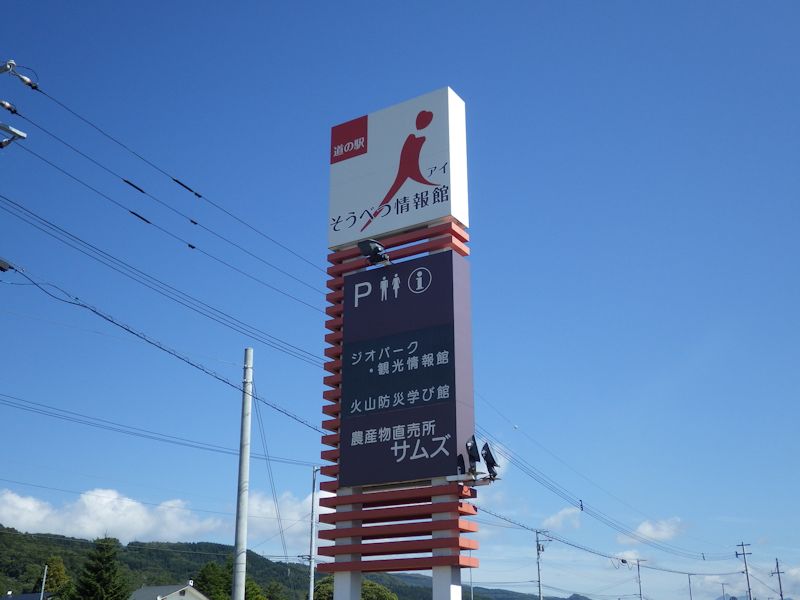 道の駅
i
アイ
そうべつ情報館
P i
ジオパーク
・観光情報館
火山防災学び館
農産物直売所
サムズ